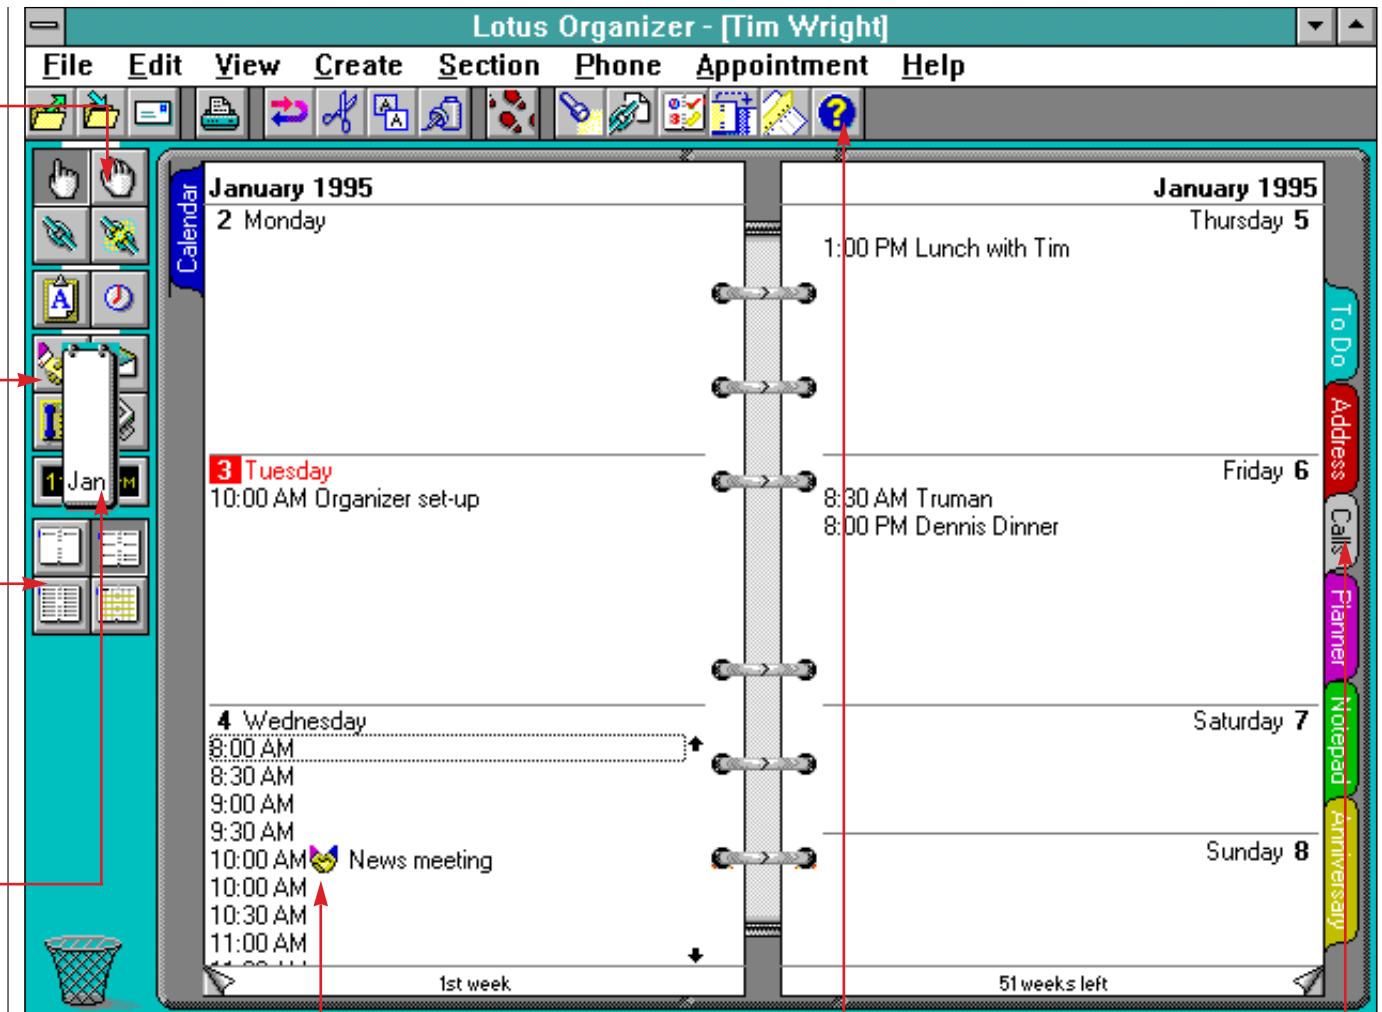 Lotus Organizer - [Tim Wright]
File Edit View Create Section Phone Appointment Help
Calendar
January 1995
2 Monday
3 Tuesday
10:00 AM Organizer set-up
4 Wednesday
8:00 AM
8:30 AM
9:00 AM
9:30 AM
10:00 AM News meeting
10:00 AM
10:30 AM
11:00 AM
1st week
January 1995
Thursday 5
1:00 PM Lunch with Tim
Friday 6
8:30 AM Truman
8:00 PM Dennis Dinner
Saturday 7
Sunday 8
51 weeks left
To Do
Address
Calls
Planner
Notepad
Anniversary
Jan